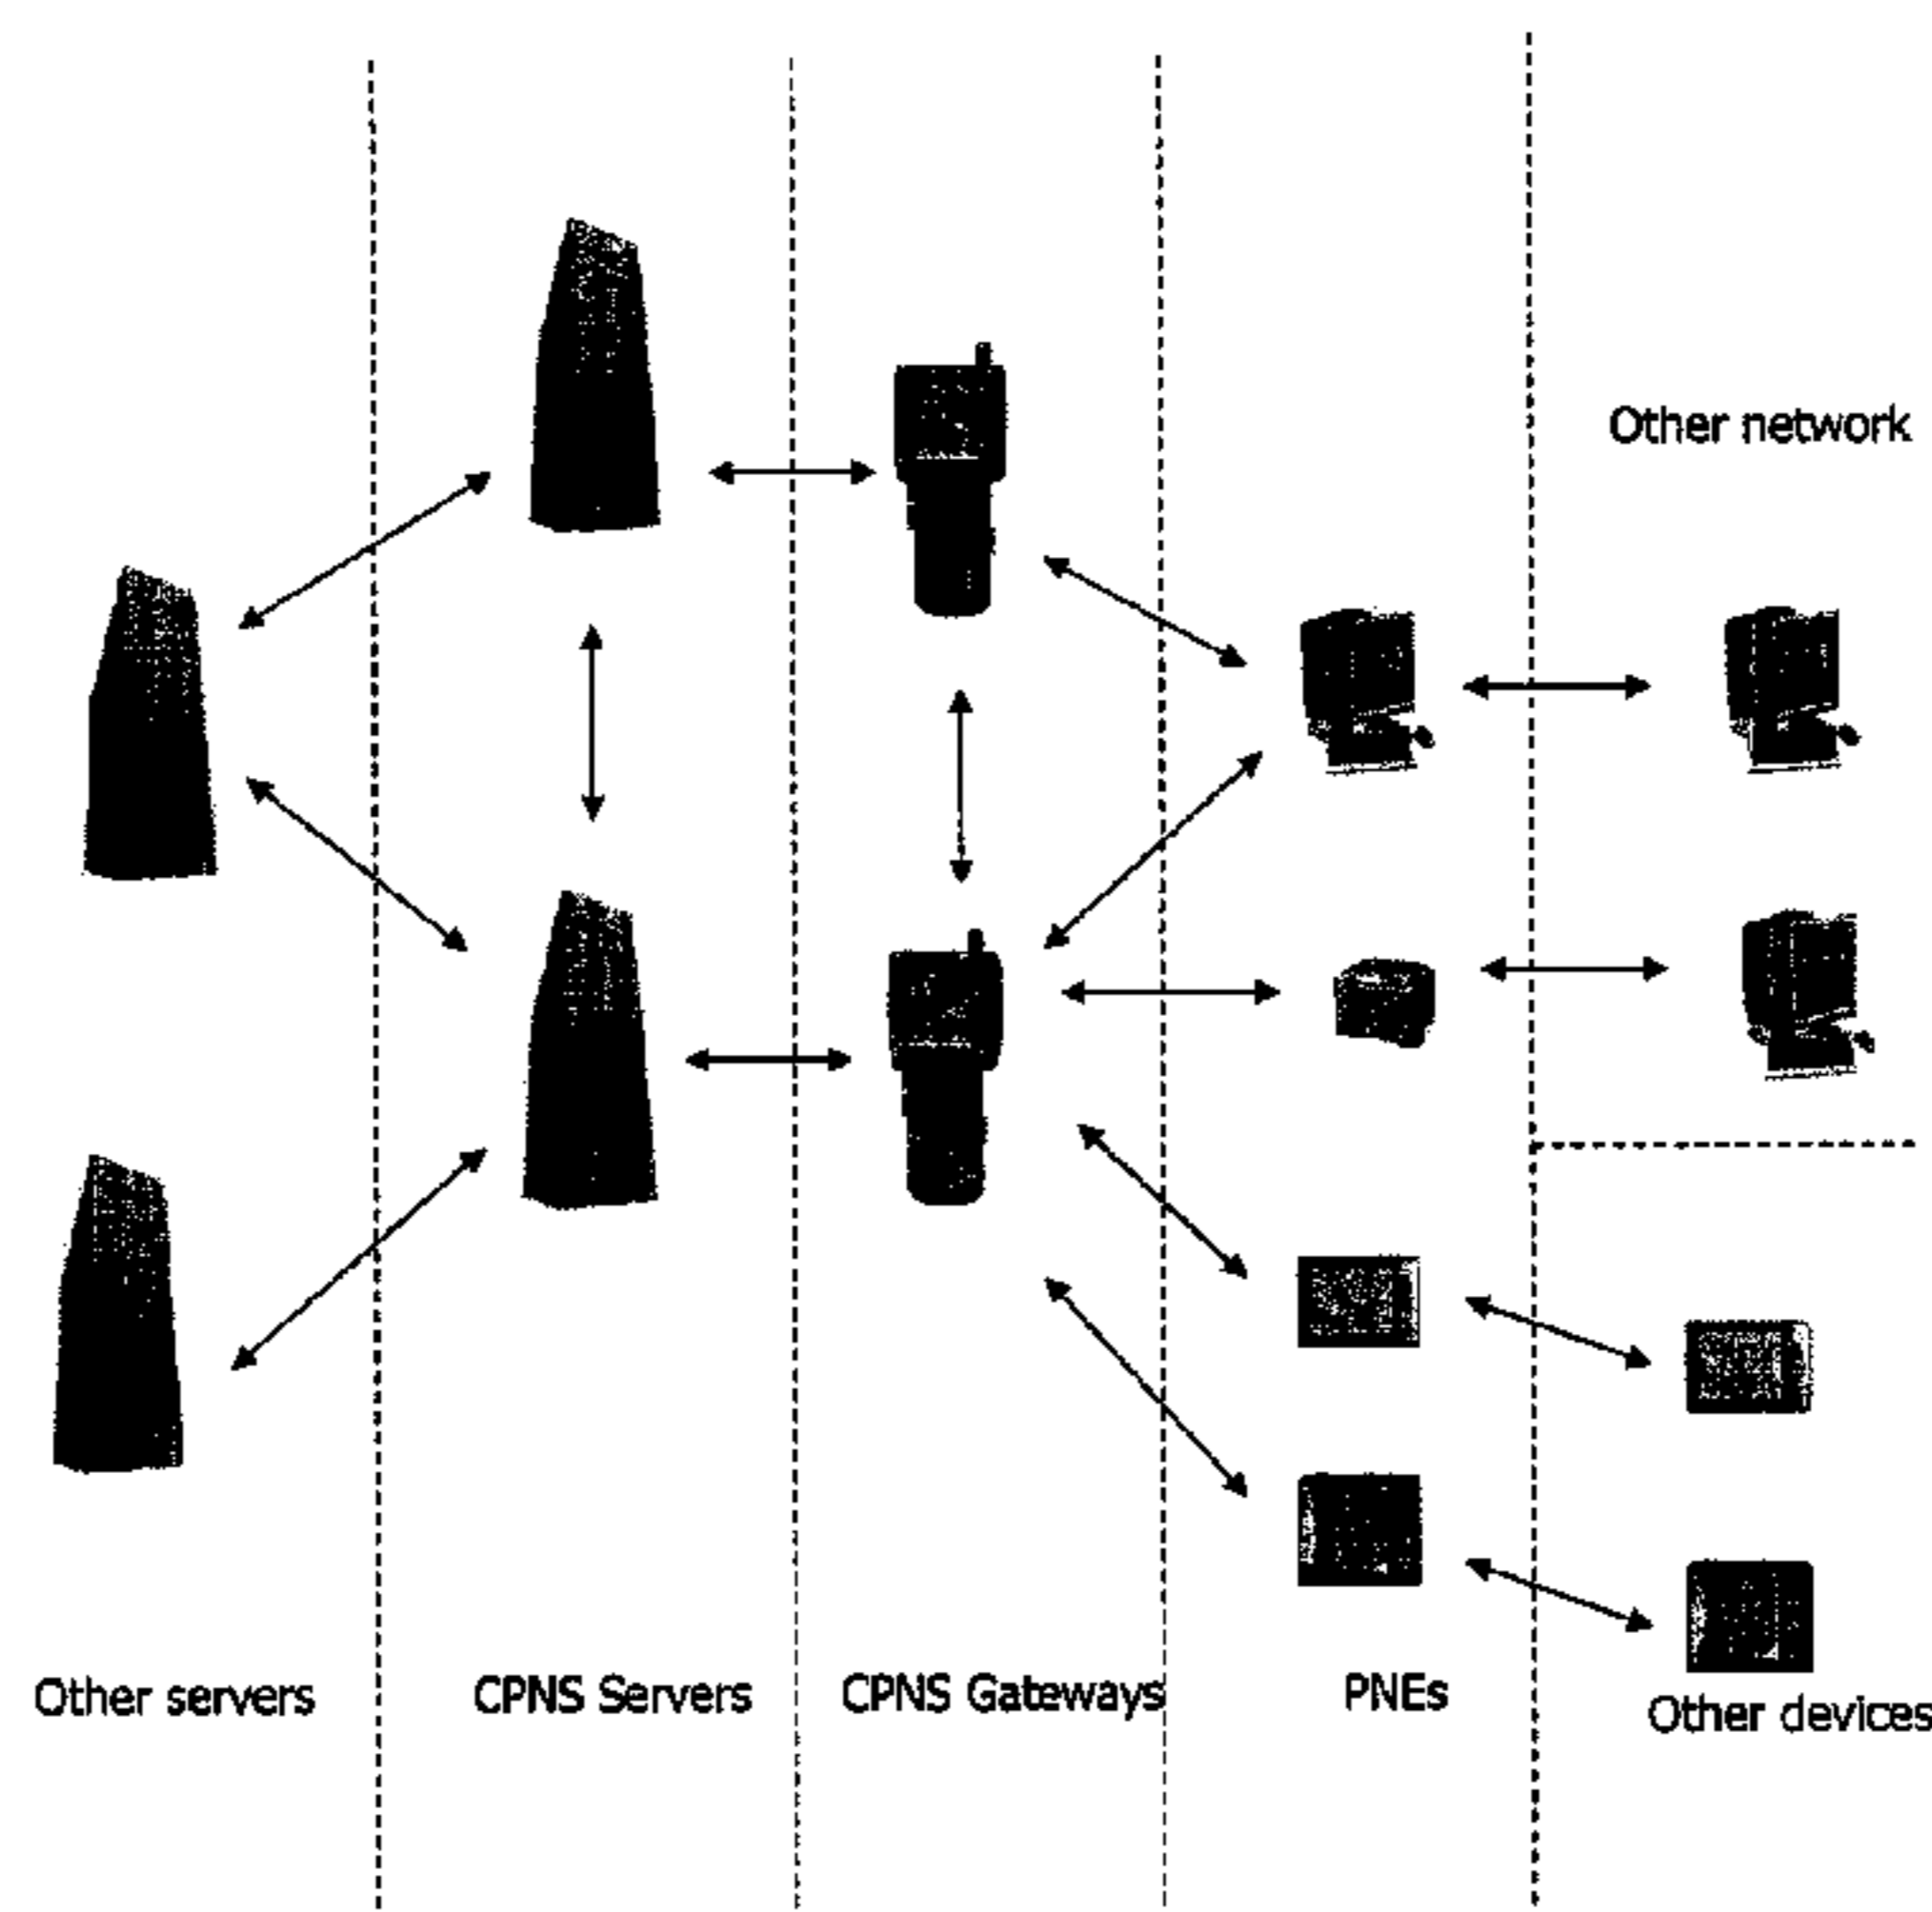 Other network
Other servers
CPNS Servers
CPNS Gateways
PNEs
Other devices